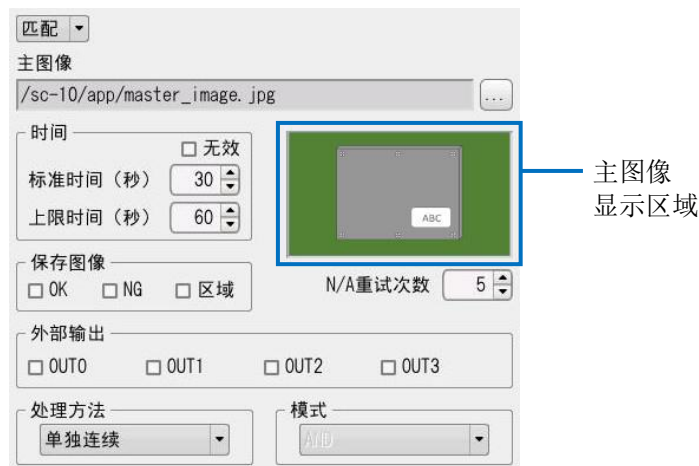 匹配
主图像
/sc-10/app/master_image.jpg
...
时间
无效
标准时间（秒） 30
上限时间（秒） 60
ABC
主图像
显示区域
保存图像
OK NG 区域
N/A重试次数 5
外部输出
OUT0 OUT1 OUT2 OUT3
处理方法
单独连续
模式
AND